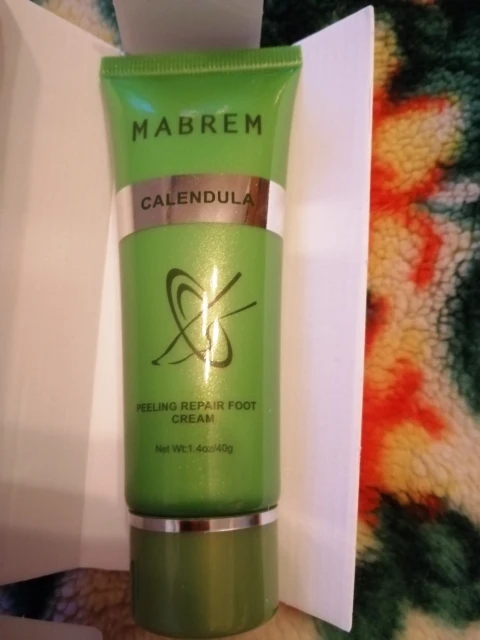 MABREM
CALENDULA
PEELING REPAIR FOOT
CREAM
Net Wt:1.4oz/40g